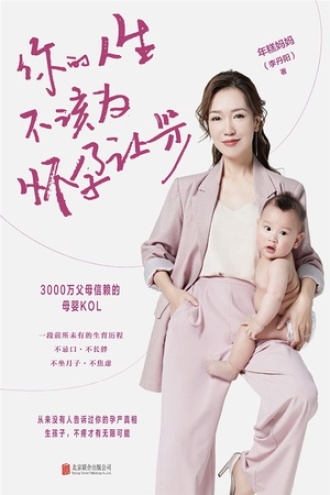 你的人生
不该为
怀孕让步
年糕妈妈
（李丹阳）
著
3000万父母信赖的
母婴KOL
一段前所未有的生育历程
不忌口·不长胖
不坐月子·不焦虑
从来没有人告诉过你的孕产真相
生孩子，不疼才有无限可能
北京联合出版公司